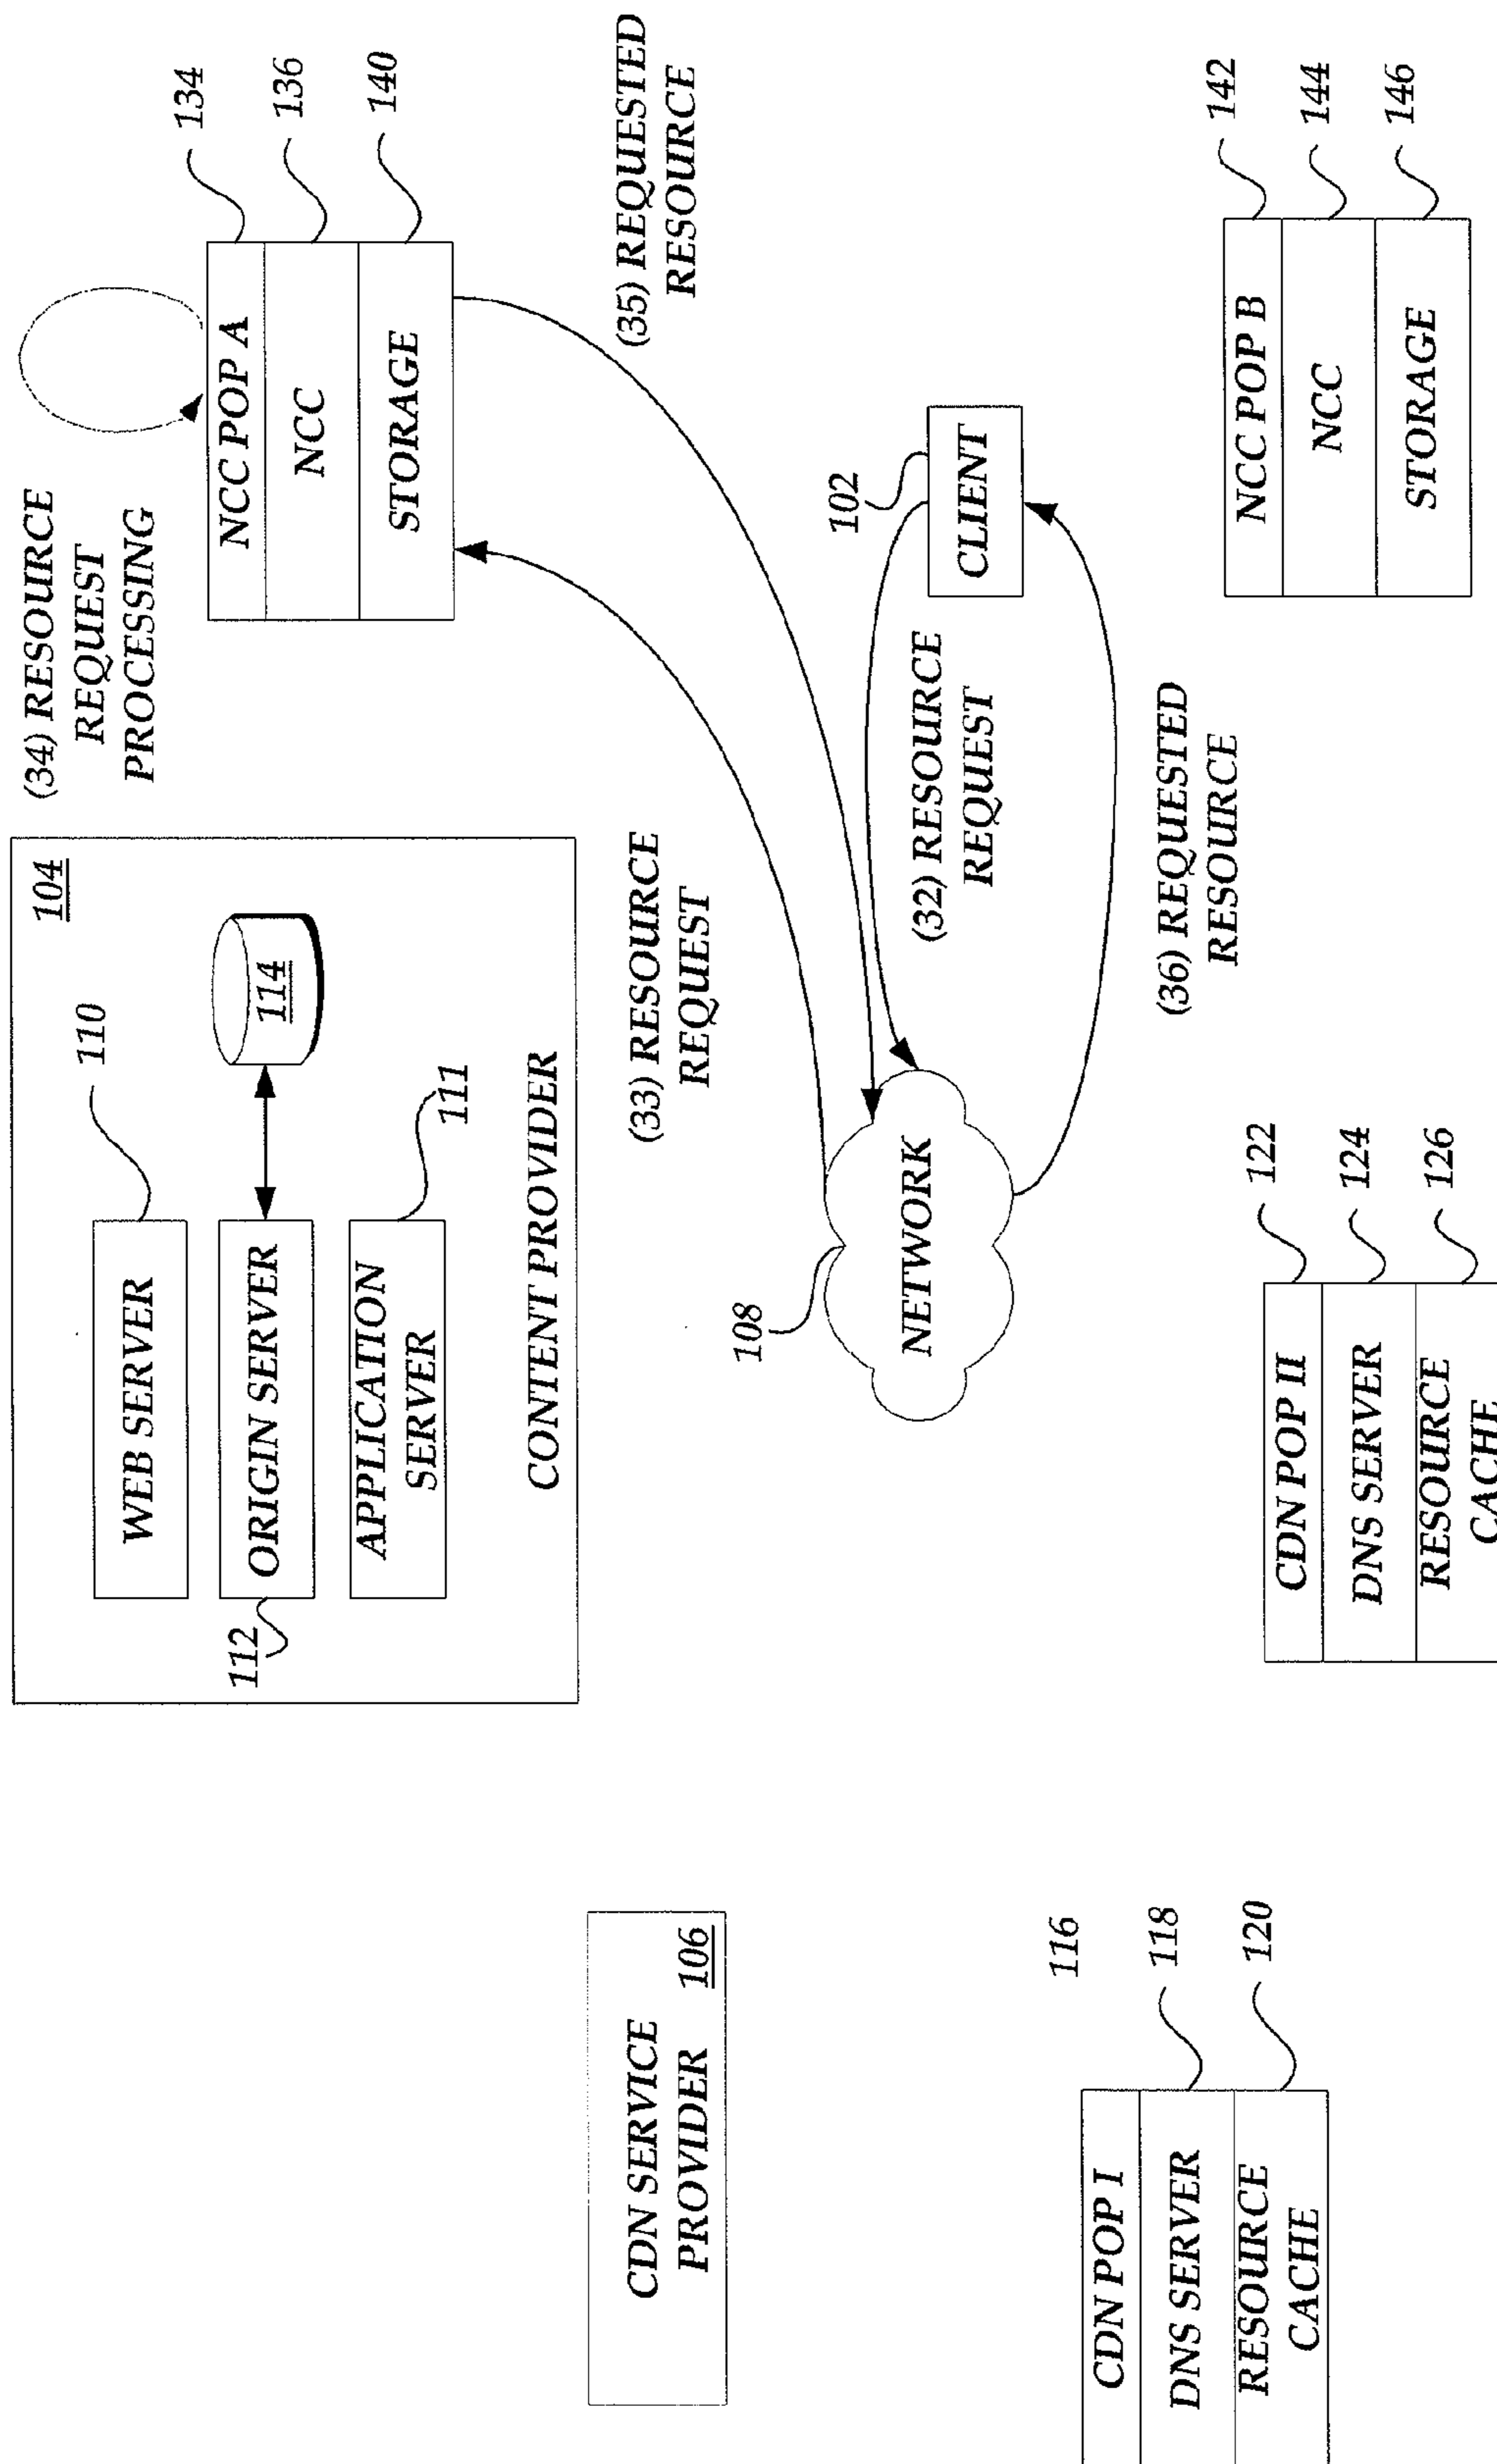 104
WEB SERVER
110
112
ORIGIN SERVER
114
APPLICATION
SERVER
111
CONTENT PROVIDER
(34) RESOURCE
REQUEST
PROCESSING
NCC POP A
134
NCC
136
STORAGE
140
CDN SERVICE
PROVIDER
106
(33) RESOURCE
REQUEST
(35) REQUESTED
RESOURCE
108
NETWORK
102
CLIENT
(32) RESOURCE
REQUEST
(36) REQUESTED
RESOURCE
CDN POP I
116
DNS SERVER
118
RESOURCE
CACHE
120
CDN POP II
122
DNS SERVER
124
RESOURCE
CACHE
126
NCC POP B
142
NCC
144
STORAGE
146